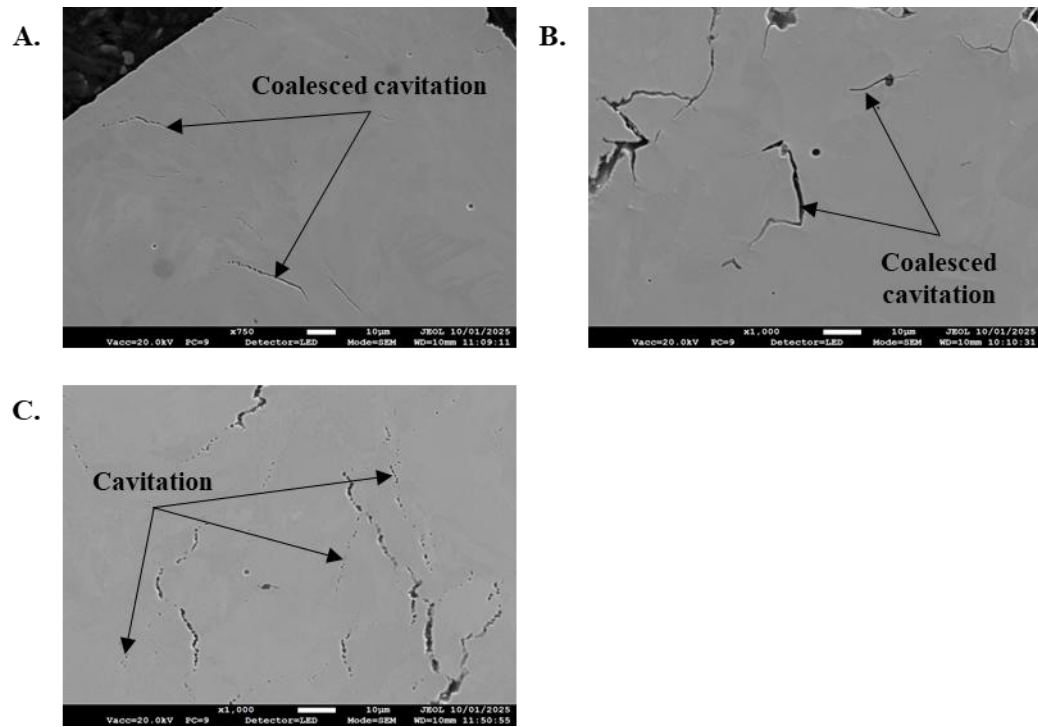 A.
Coalesced cavitation
x750 10µm JEOL 10/01/2025
Vacc=20.0kV PC=9 Detector=LED Mode=SEM WD=10mm 11:09:11
B.
Coalesced
cavitation
x1,000 10µm JEOL 10/01/2025
Vacc=20.0kV PC=9 Detector=LED Mode=SEM WD=10mm 10:10:31
C.
Cavitation
x1,000 10µm JEOL 10/01/2025
Vacc=20.0kV PC=9 Detector=LED Mode=SEM WD=10mm 11:50:55